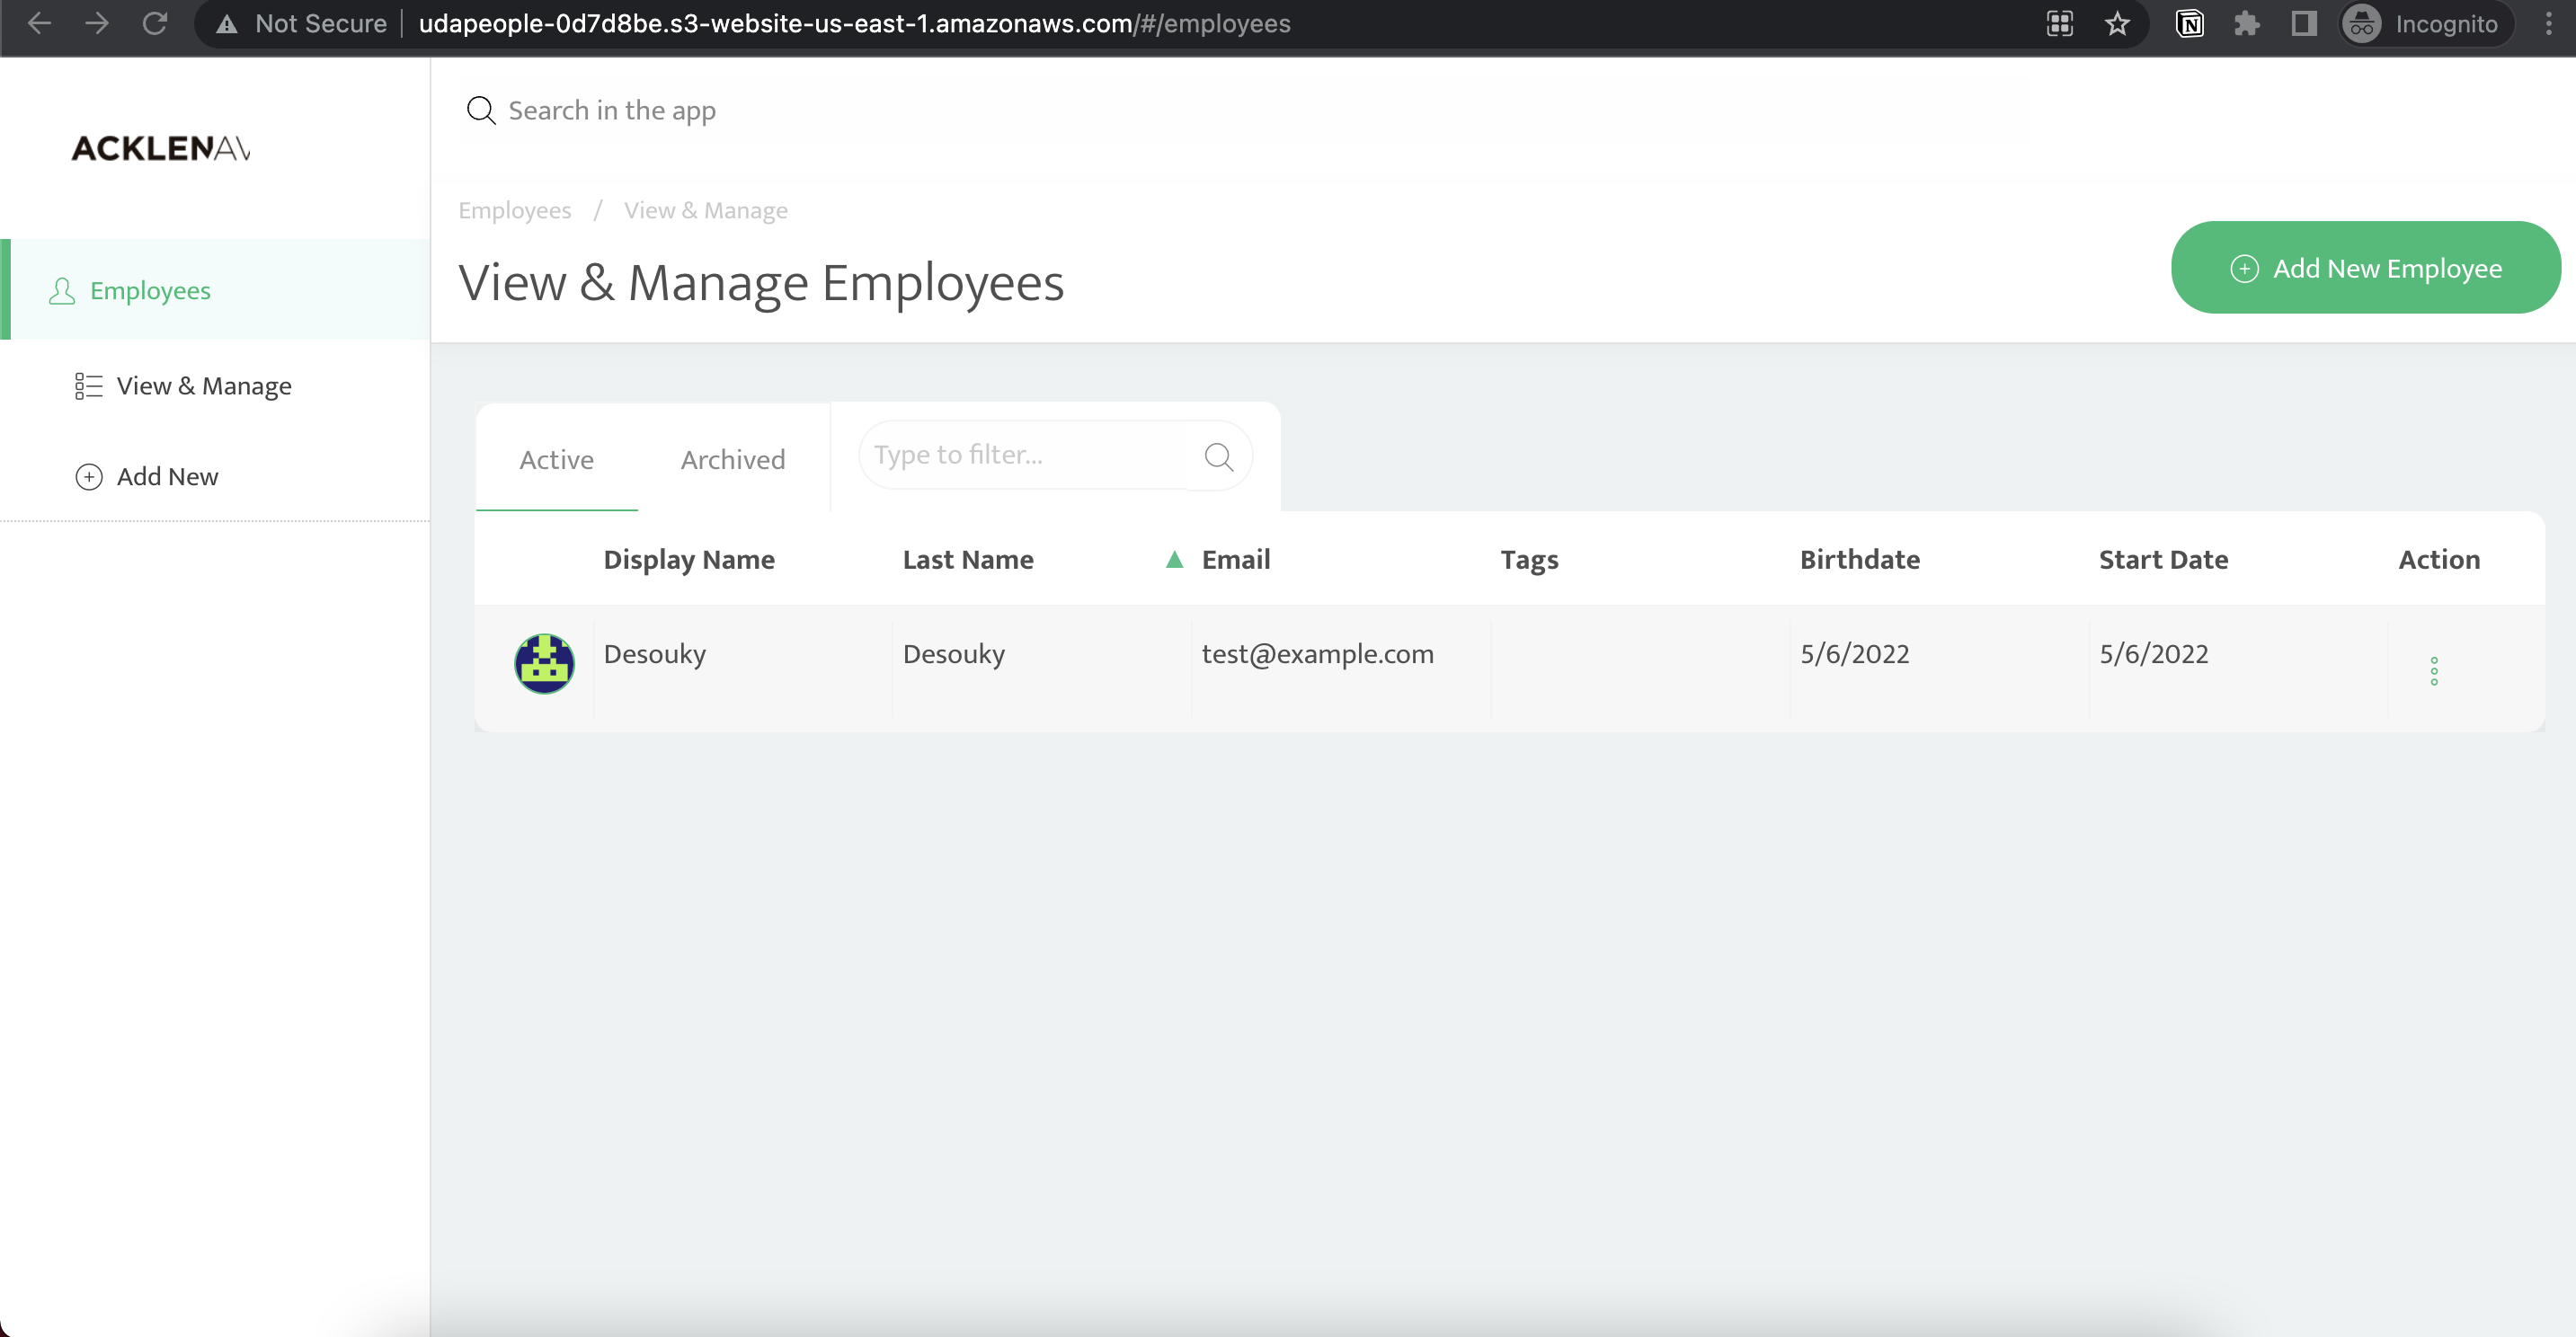 Not Secure udapeople-0d7d8be.s3-website-us-east-1.amazonaws.com/#/employees Incognito
Search in the app
ACKLENAV
Employees / View & Manage
View & Manage Employees
Add New Employee
Employees
View & Manage
Add New
Active Archived Type to filter...
Display Name Last Name Email Tags Birthdate Start Date Action
Desouky Desouky test@example.com 5/6/2022 5/6/2022